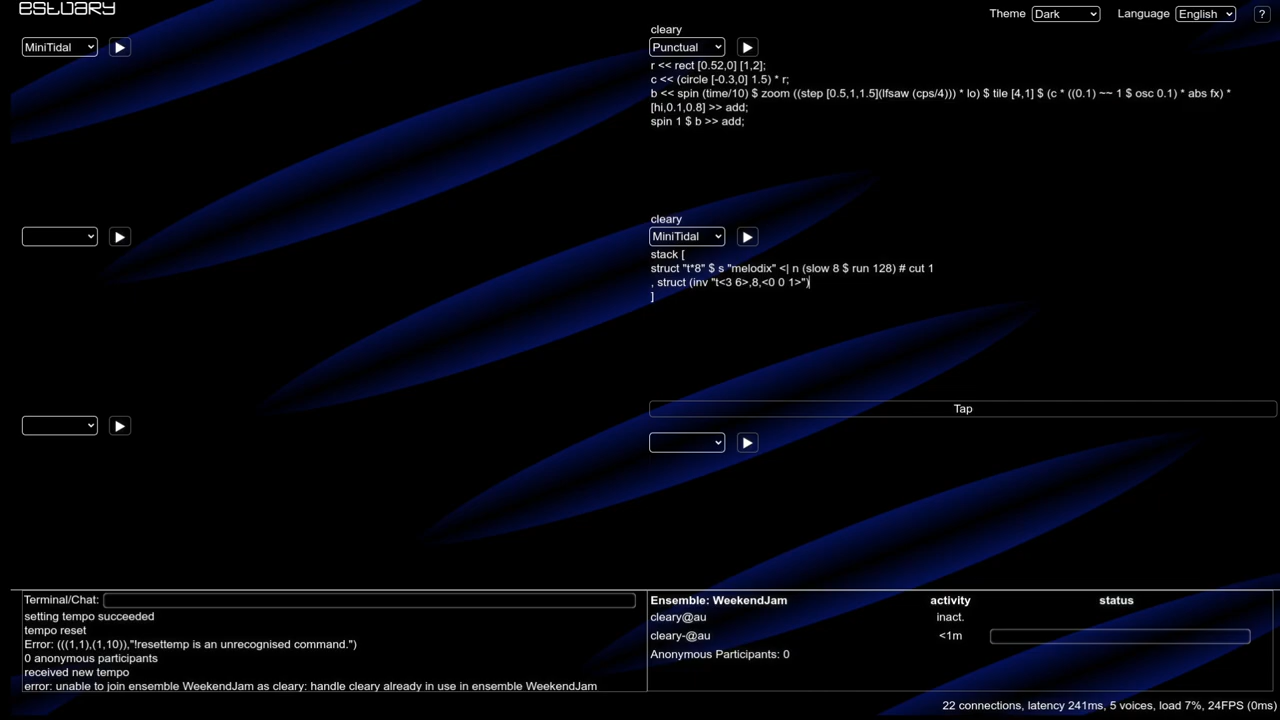 estuary
Theme Dark Language English ?
MiniTidal
cleary
Punctual
r << rect [0.52,0] [1,2];
c << (circle [-0.3,0] 1.5) * r;
b << spin (time/10) $ zoom ((step [0.5,1,1.5](lfsaw (cps/4))) * lo) $ tile [4,1] $ (c * ((0.1) ~~ 1 $ osc 0.1) * abs fx) *
[hi,0.1,0.8] >> add;
spin 1 $ b >> add;
cleary
MiniTidal
stack [
struct "t*8" $ s "melodix" <| n (slow 8 $ run 128) # cut 1
, struct (inv "t<3 6>,8,<0 0 1>")
]
Tap
Terminal/Chat:
setting tempo succeeded
tempo reset
Error: (((1,1),(1,10)),"!resettemp is an unrecognised command.")
0 anonymous participants
received new tempo
error: unable to join ensemble WeekendJam as cleary: handle cleary already in use in ensemble WeekendJam
Ensemble: WeekendJam activity status
cleary@au inact.
cleary-@au <1m
Anonymous Participants: 0
22 connections, latency 241ms, 5 voices, load 7%, 24FPS (0ms)